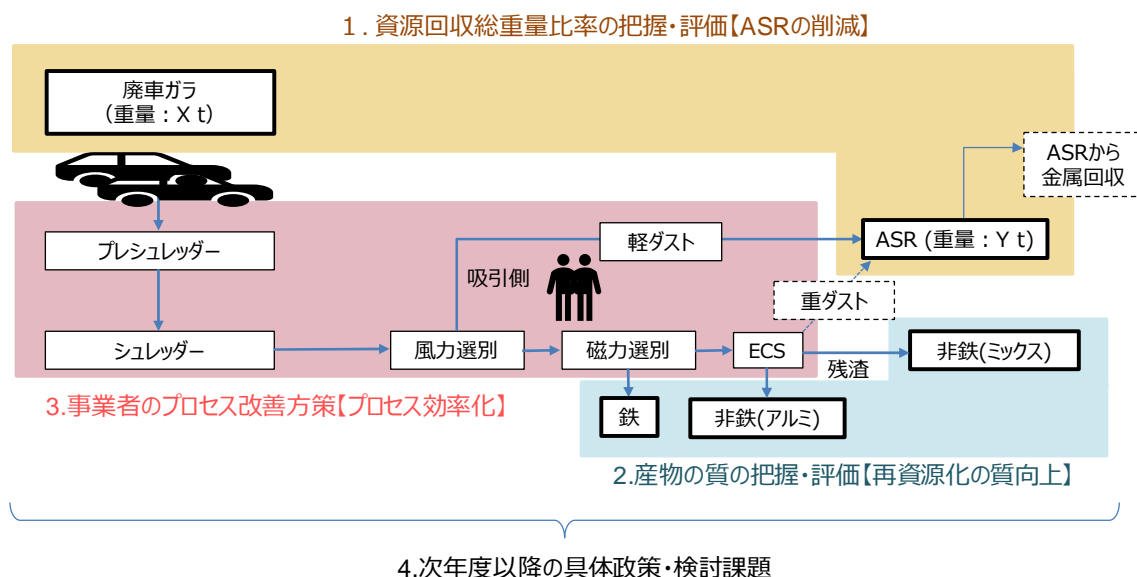 1. 資源回収総重量比率の把握・評価【ASRの削減】
廃車ガラ
（重量：X t）
ASRから
金属回収
プレシュレッダー
軽ダスト
ASR (重量：Y t)
吸引側
重ダスト
シュレッダー
風力選別
磁力選別
ECS
非鉄(ミックス)
残渣
3.事業者のプロセス改善方策【プロセス効率化】
鉄
非鉄(アルミ)
2.産物の質の把握・評価【再資源化の質向上】
4.次年度以降の具体政策・検討課題